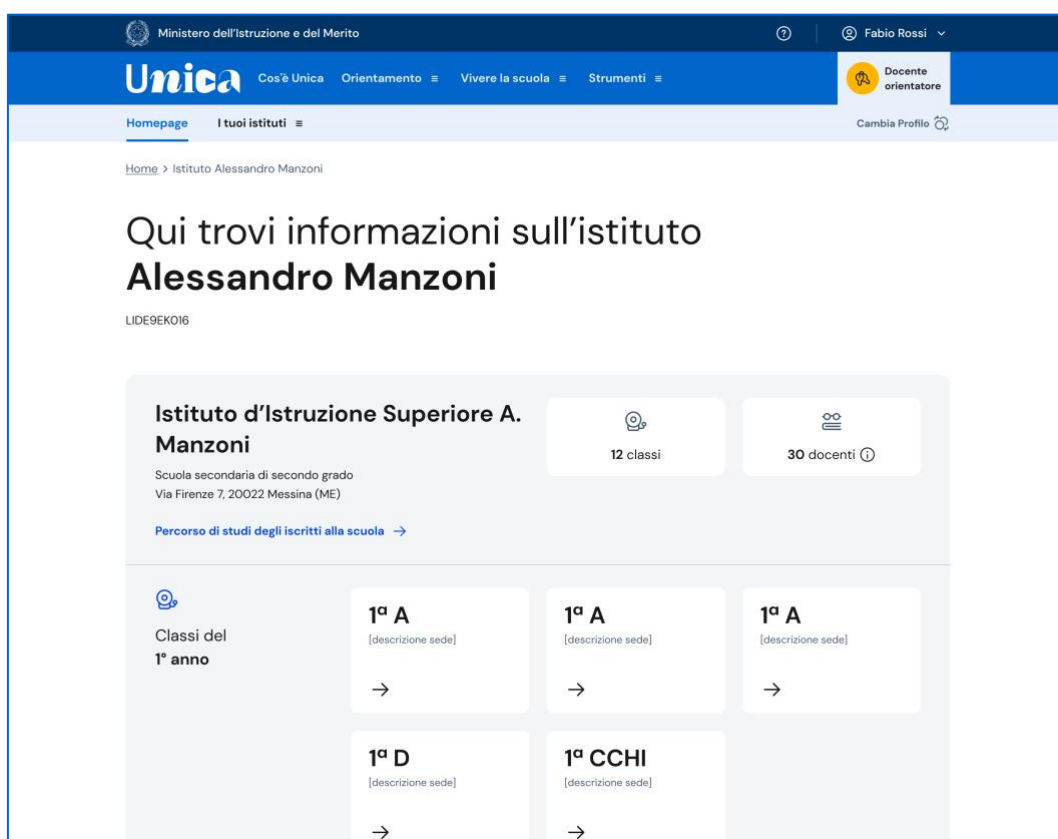 Ministero dell'Istruzione e del Merito
Fabio Rossi
Unica
Cos'è Unica
Orientamento
Vivere la scuola
Strumenti
Docente
orientatore
Homepage
I tuoi istituti
Cambia Profilo
Home > Istituto Alessandro Manzoni
Qui trovi informazioni sull'istituto
Alessandro Manzoni
LIDE9EK016
Istituto d'Istruzione Superiore A.
Manzoni
Scuola secondaria di secondo grado
Via Firenze 7, 20022 Messina (ME)
Percorso di studi degli iscritti alla scuola →
12 classi
30 docenti
Classi del
1° anno
1ª A
[descrizione sede]
1ª A
[descrizione sede]
1ª A
[descrizione sede]
1ª D
[descrizione sede]
1ª CCHI
[descrizione sede]